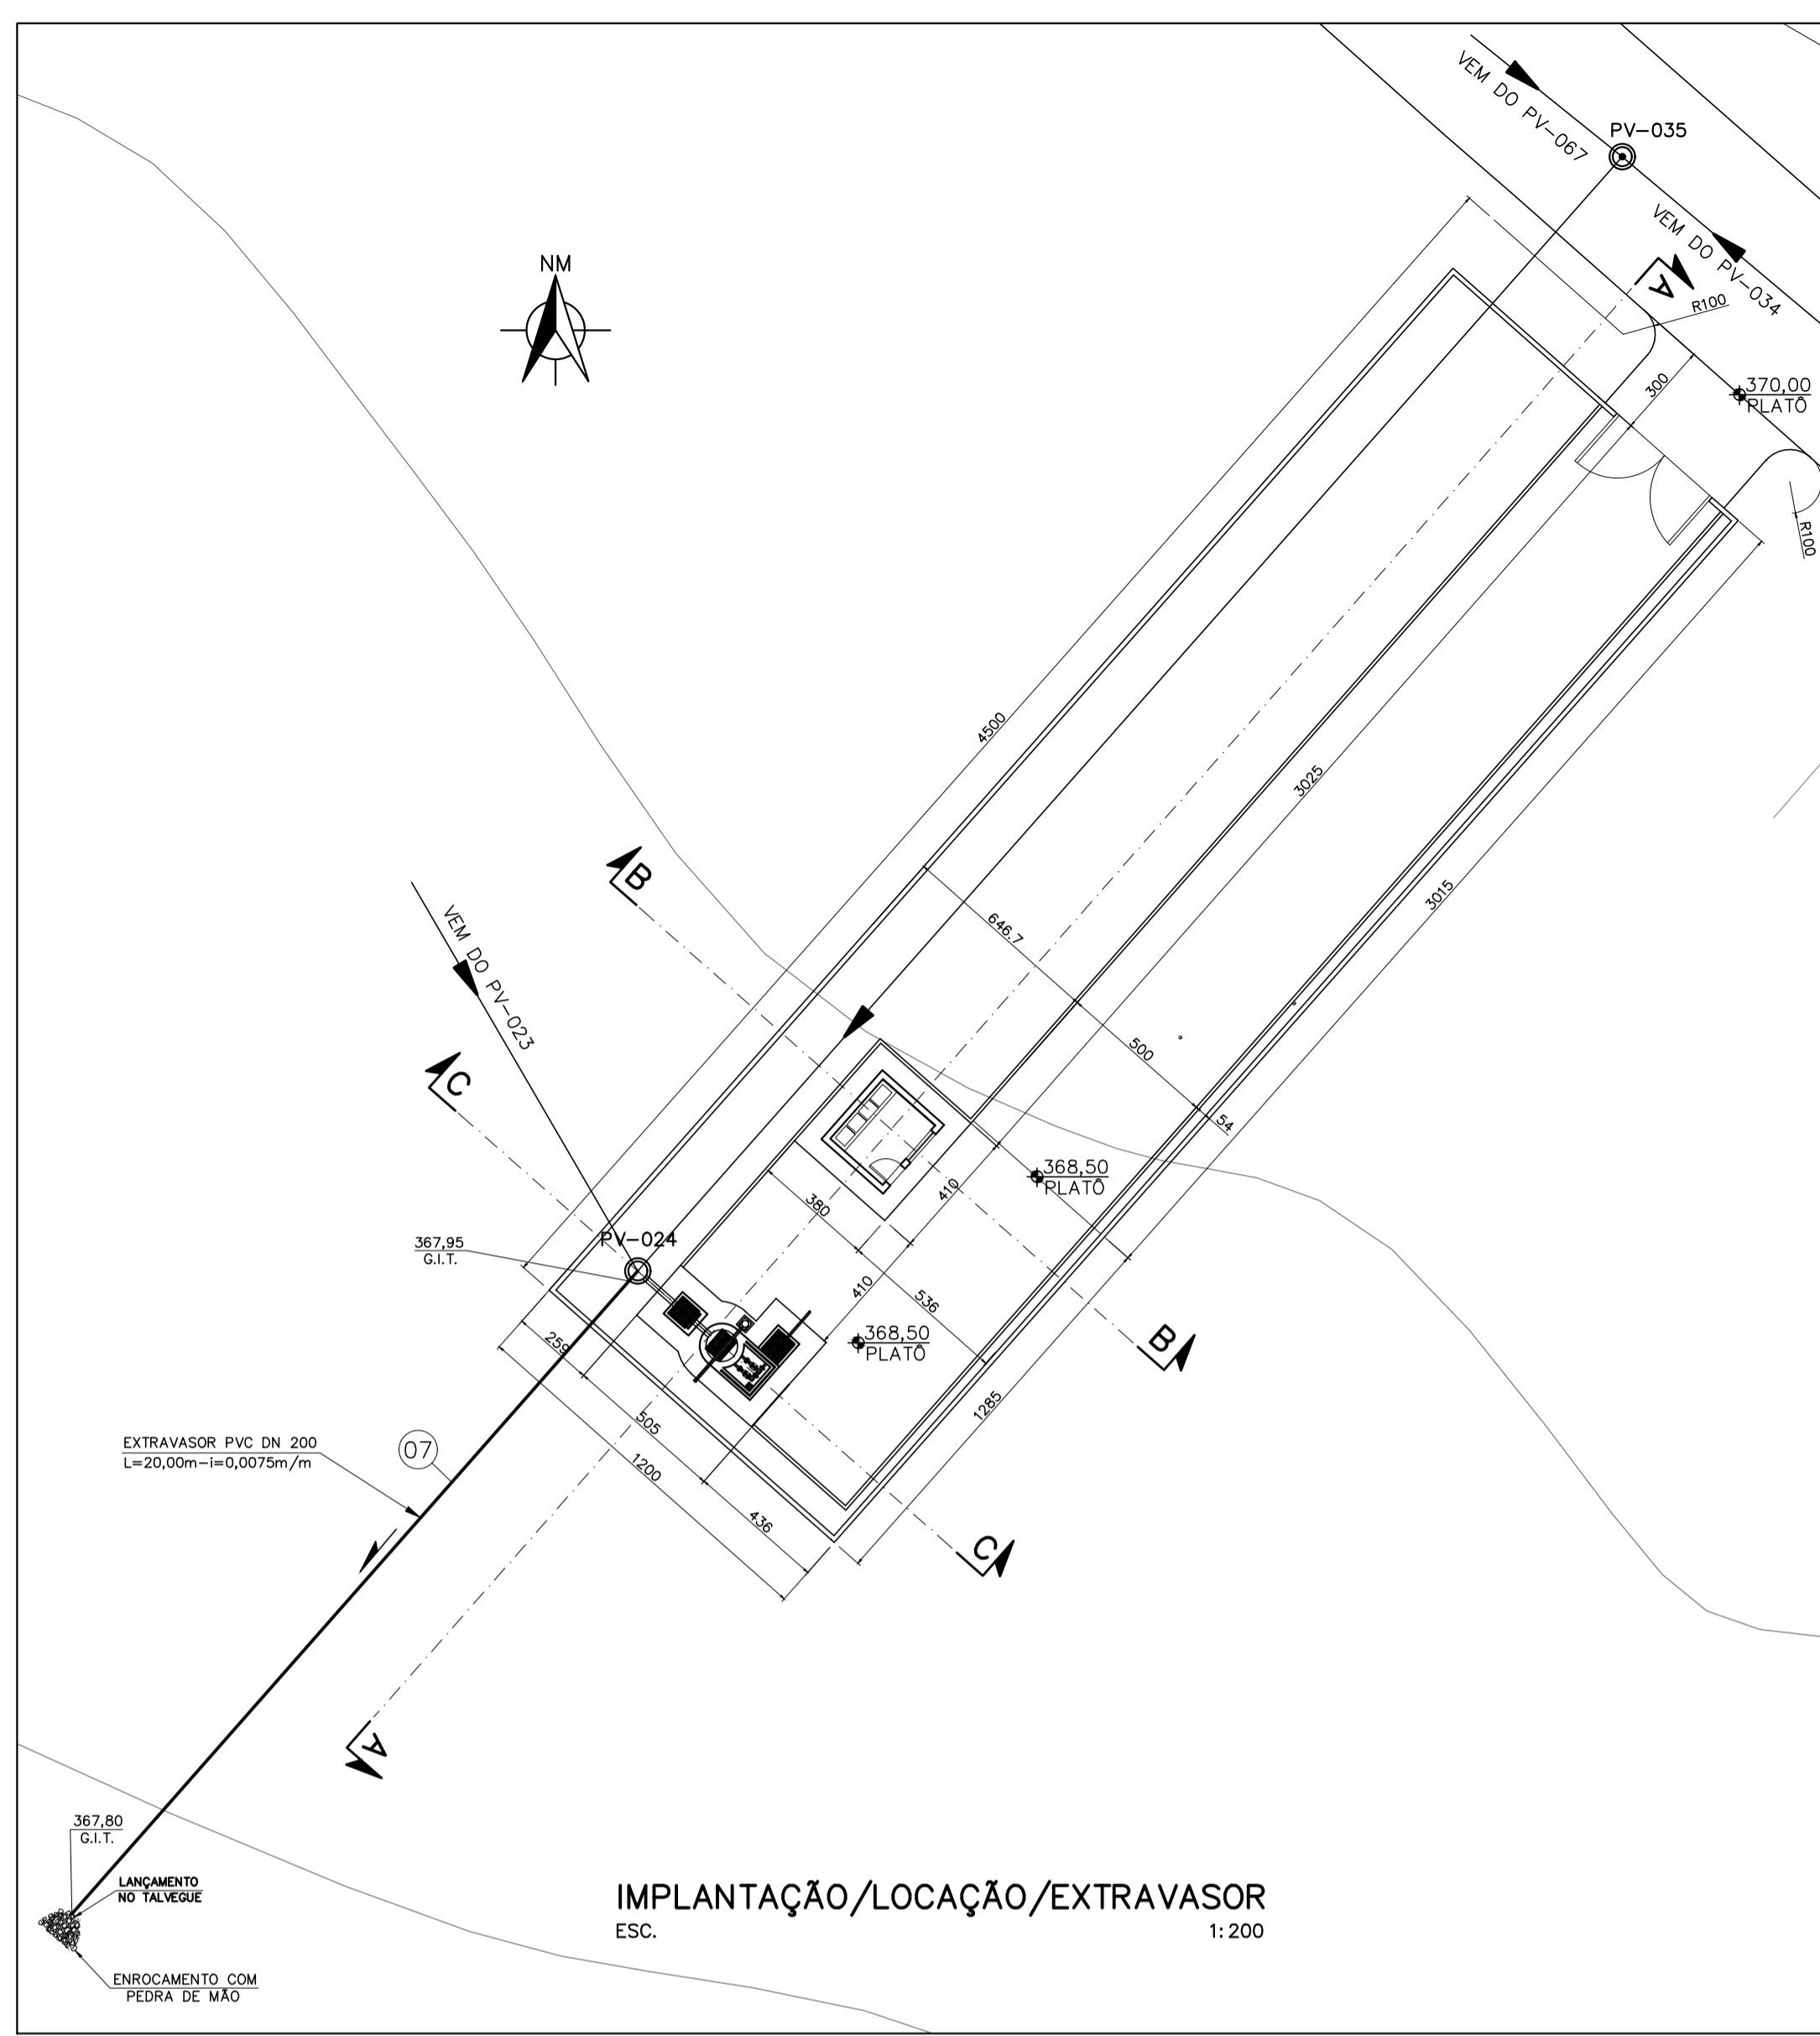 VEM DO PV-067
PV-035
VEM DO PV-034
A
R100
NM
300
370,00
PLATÔ
R100
4500
3025
3015
B
646.7
VEM DO PV-023
500
C
54
368,50
PLATÔ
410
380
PV-024
367,95
G.I.T.
410
536
368,50
PLATÔ
B
259
1285
505
EXTRAVASOR PVC DN 200
L=20,00m-i=0,0075m/m
07
1200
436
C
A
367,80
G.I.T.
LANÇAMENTO
NO TALVEGUE
IMPLANTAÇÃO/LOCAÇÃO/EXTRAVASOR
ESC. 1:200
ENROCAMENTO COM
PEDRA DE MÃO